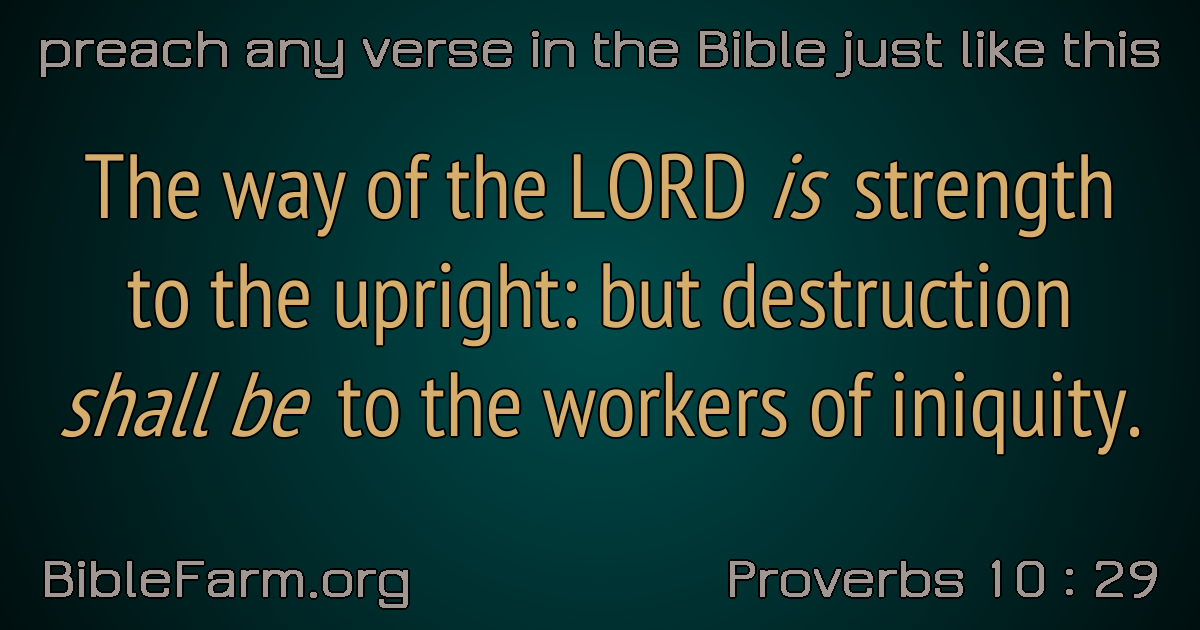 preach any verse in the Bible just like this
The way of the LORD is strength
to the upright: but destruction
shall be to the workers of iniquity.
BibleFarm.org
Proverbs 10 : 29